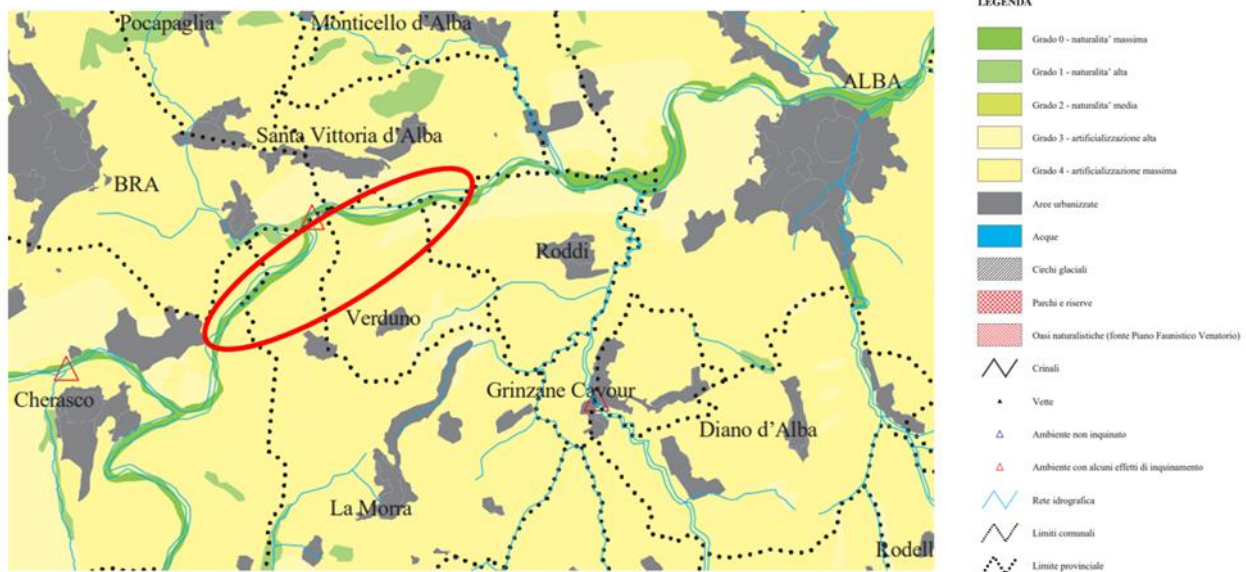 Pocapaglia
Monticello d'Alba
ALBA
Santa Vittoria d'Alba
BRA
Roddi
Verduno
Cherasco
Grinzane Cavour
Diano d'Alba
La Morra
Rodell
LEGENDA
Grado 0 - naturalita' massima
Grado 1 - naturalita' alta
Grado 2 - naturalita' media
Grado 3 - artificializzazione alta
Grado 4 - artificializzazione massima
Aree urbanizzate
Acque
Circhi glaciali
Parchi e riserve
Oasi naturalistiche (fonte Piano Faunistico Venatorio)
Crinali
Vette
Ambiente non inquinato
Ambiente con alcuni effetti di inquinamento
Rete idrografica
Limiti comunali
Limite provinciale